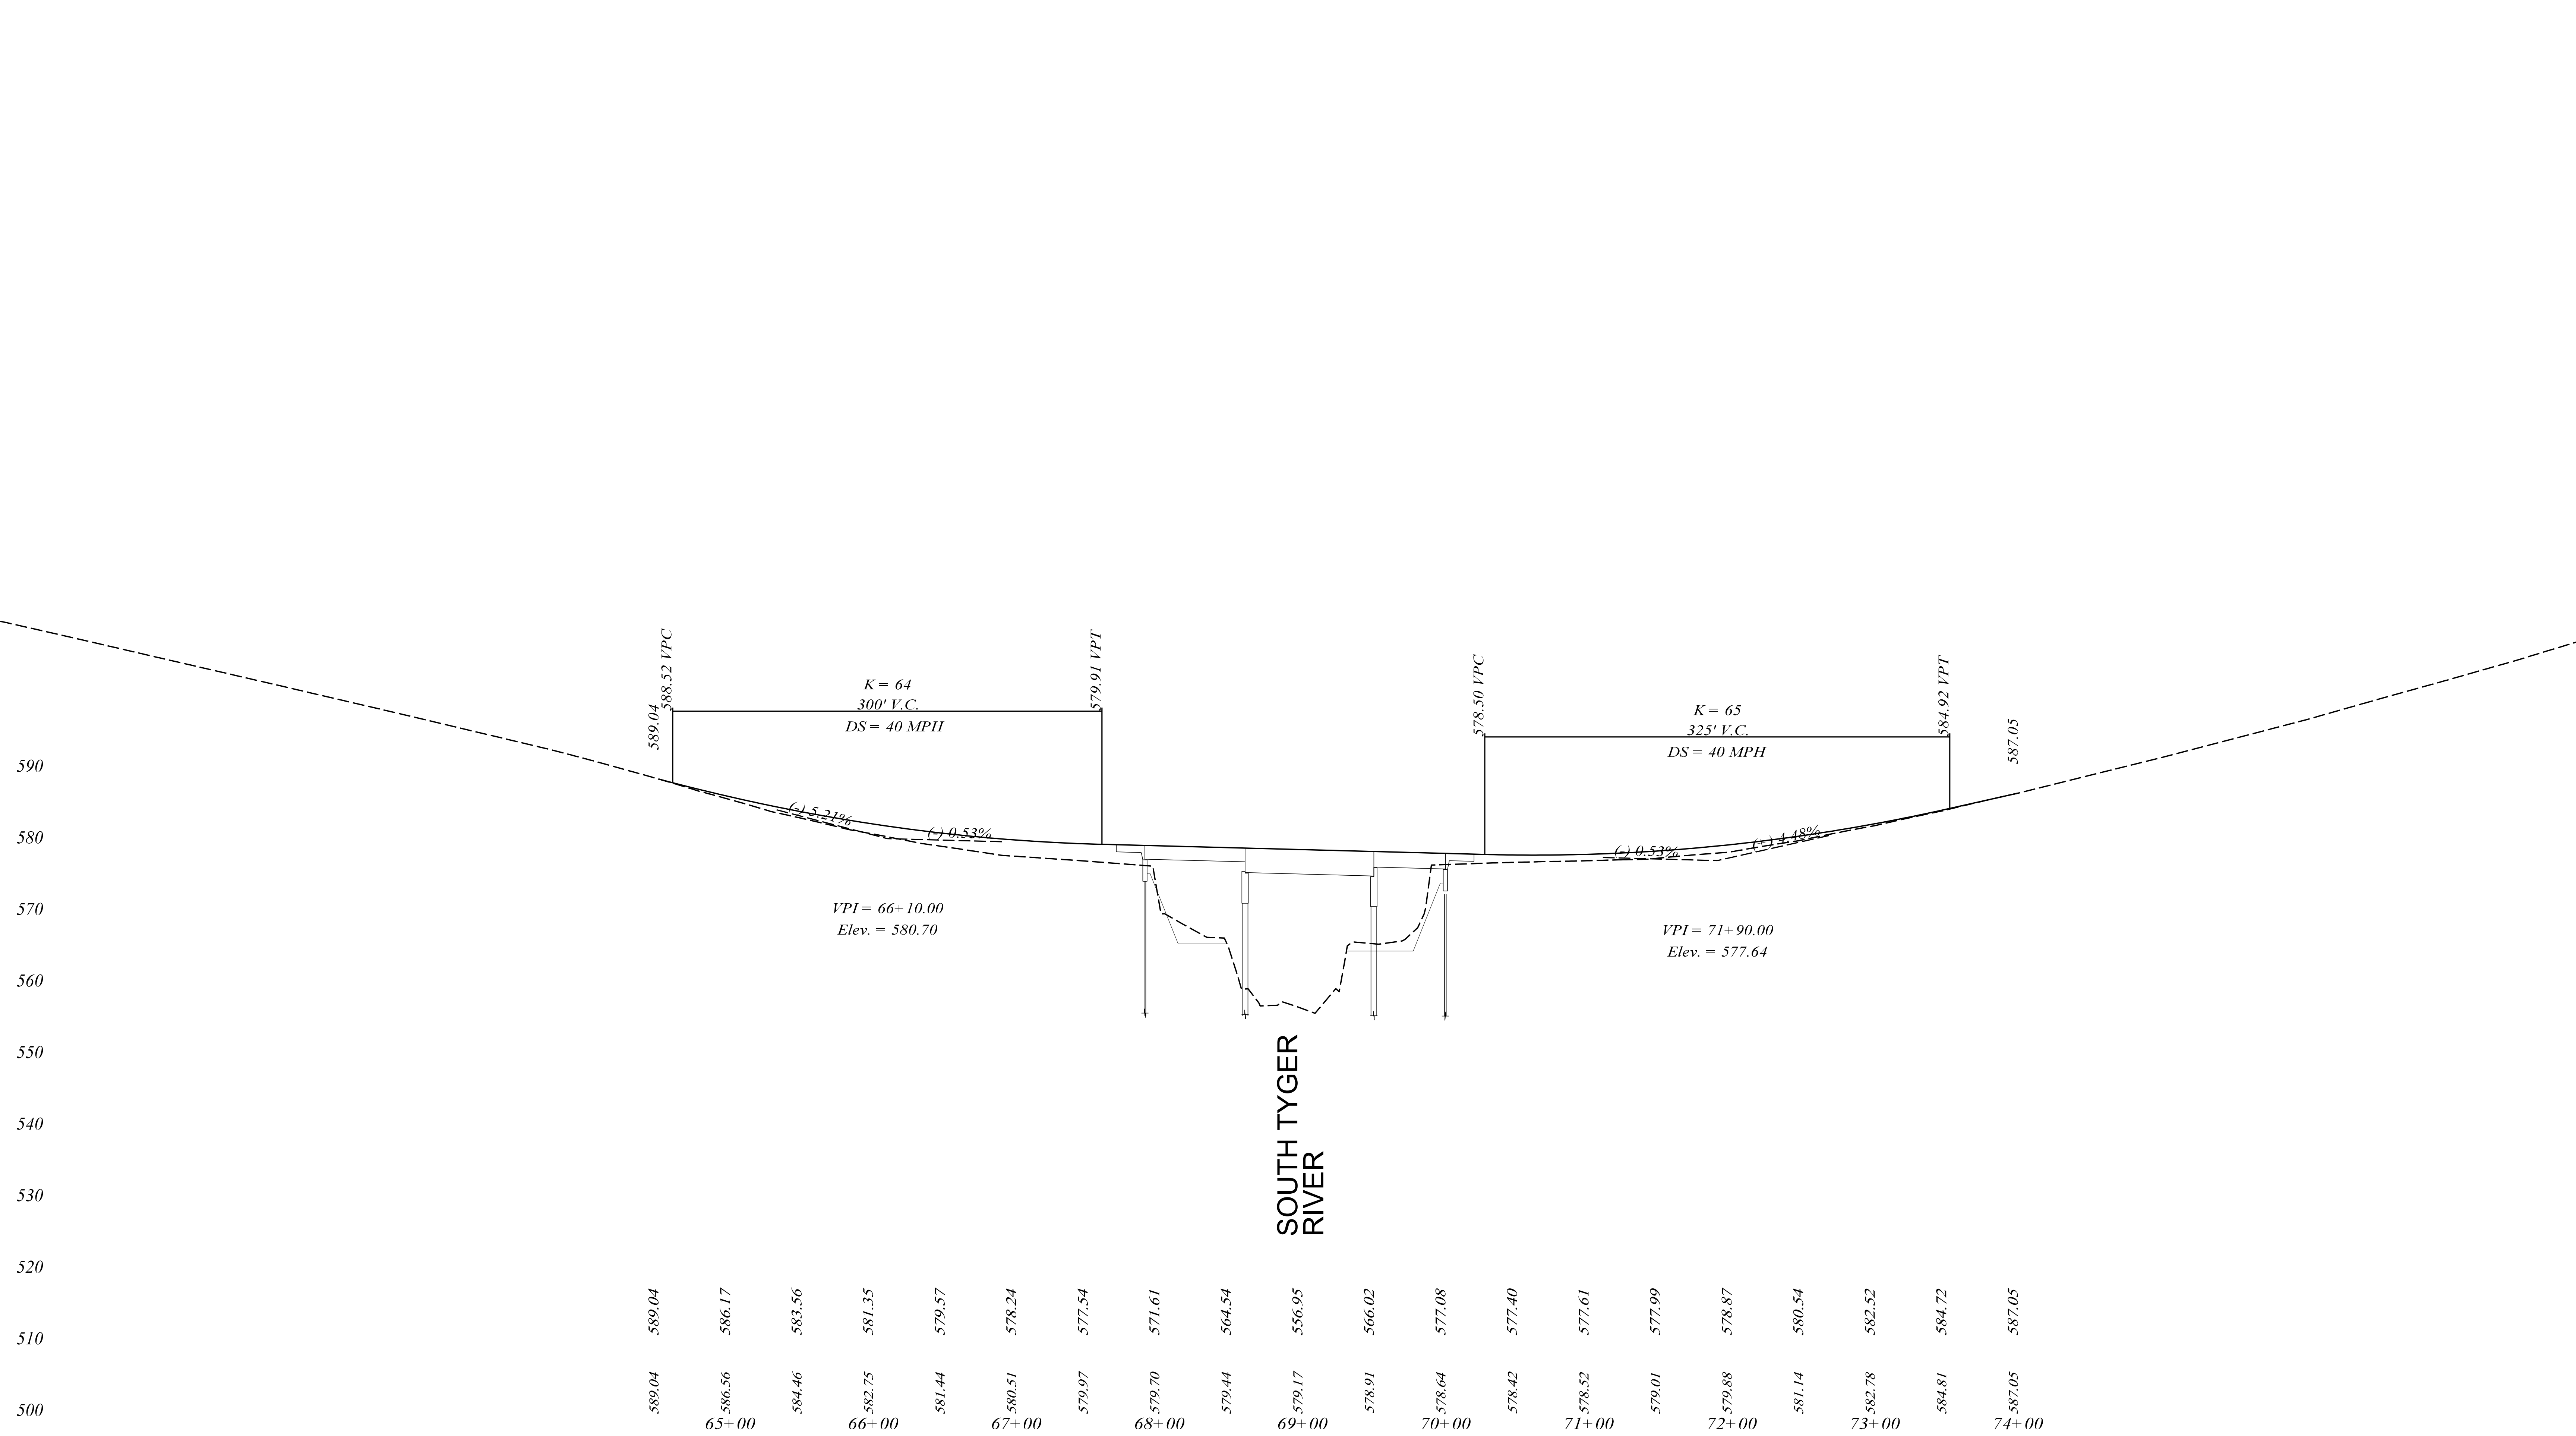 588.52 VPC
579.91 VPT
578.50 VPC
584.92 VPT
589.04
587.05
K = 64
300' V.C.
DS = 40 MPH
K = 65
325' V.C.
DS = 40 MPH
590
580
570
560
550
540
530
520
510
500
(-) 5.21%
(-) 0.53%
(-) 0.53%
(+) 4.48%
VPI = 66+10.00
Elev. = 580.70
VPI = 71+90.00
Elev. = 577.64
SOUTH TYGER
RIVER
589.04 586.17 583.56 581.35 579.57 578.24 577.54 571.61 564.54 556.95 566.02 577.08 577.40 577.61 577.99 578.87 580.54 582.52 584.72 587.05
589.04 586.56 584.46 582.75 581.44 580.51 579.97 579.70 579.44 579.17 578.91 578.64 578.42 578.52 579.01 579.88 581.14 582.78 584.81 587.05
65+00 66+00 67+00 68+00 69+00 70+00 71+00 72+00 73+00 74+00